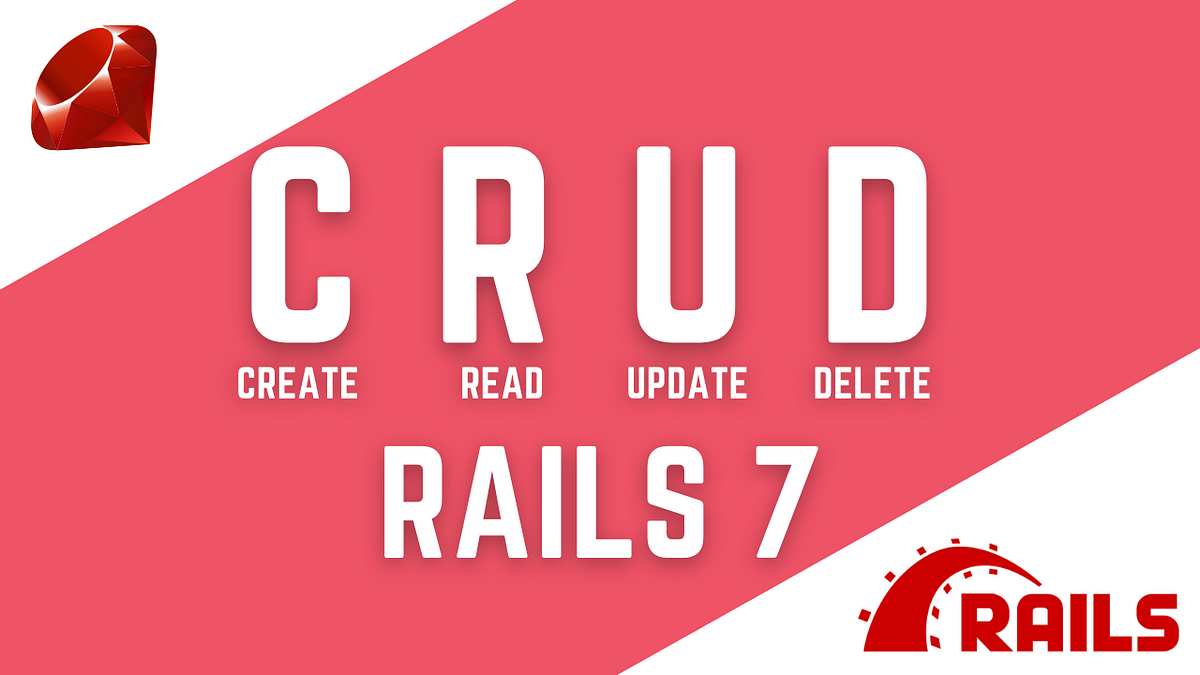 C R U D
CREATE READ UPDATE DELETE
RAILS 7
RAILS